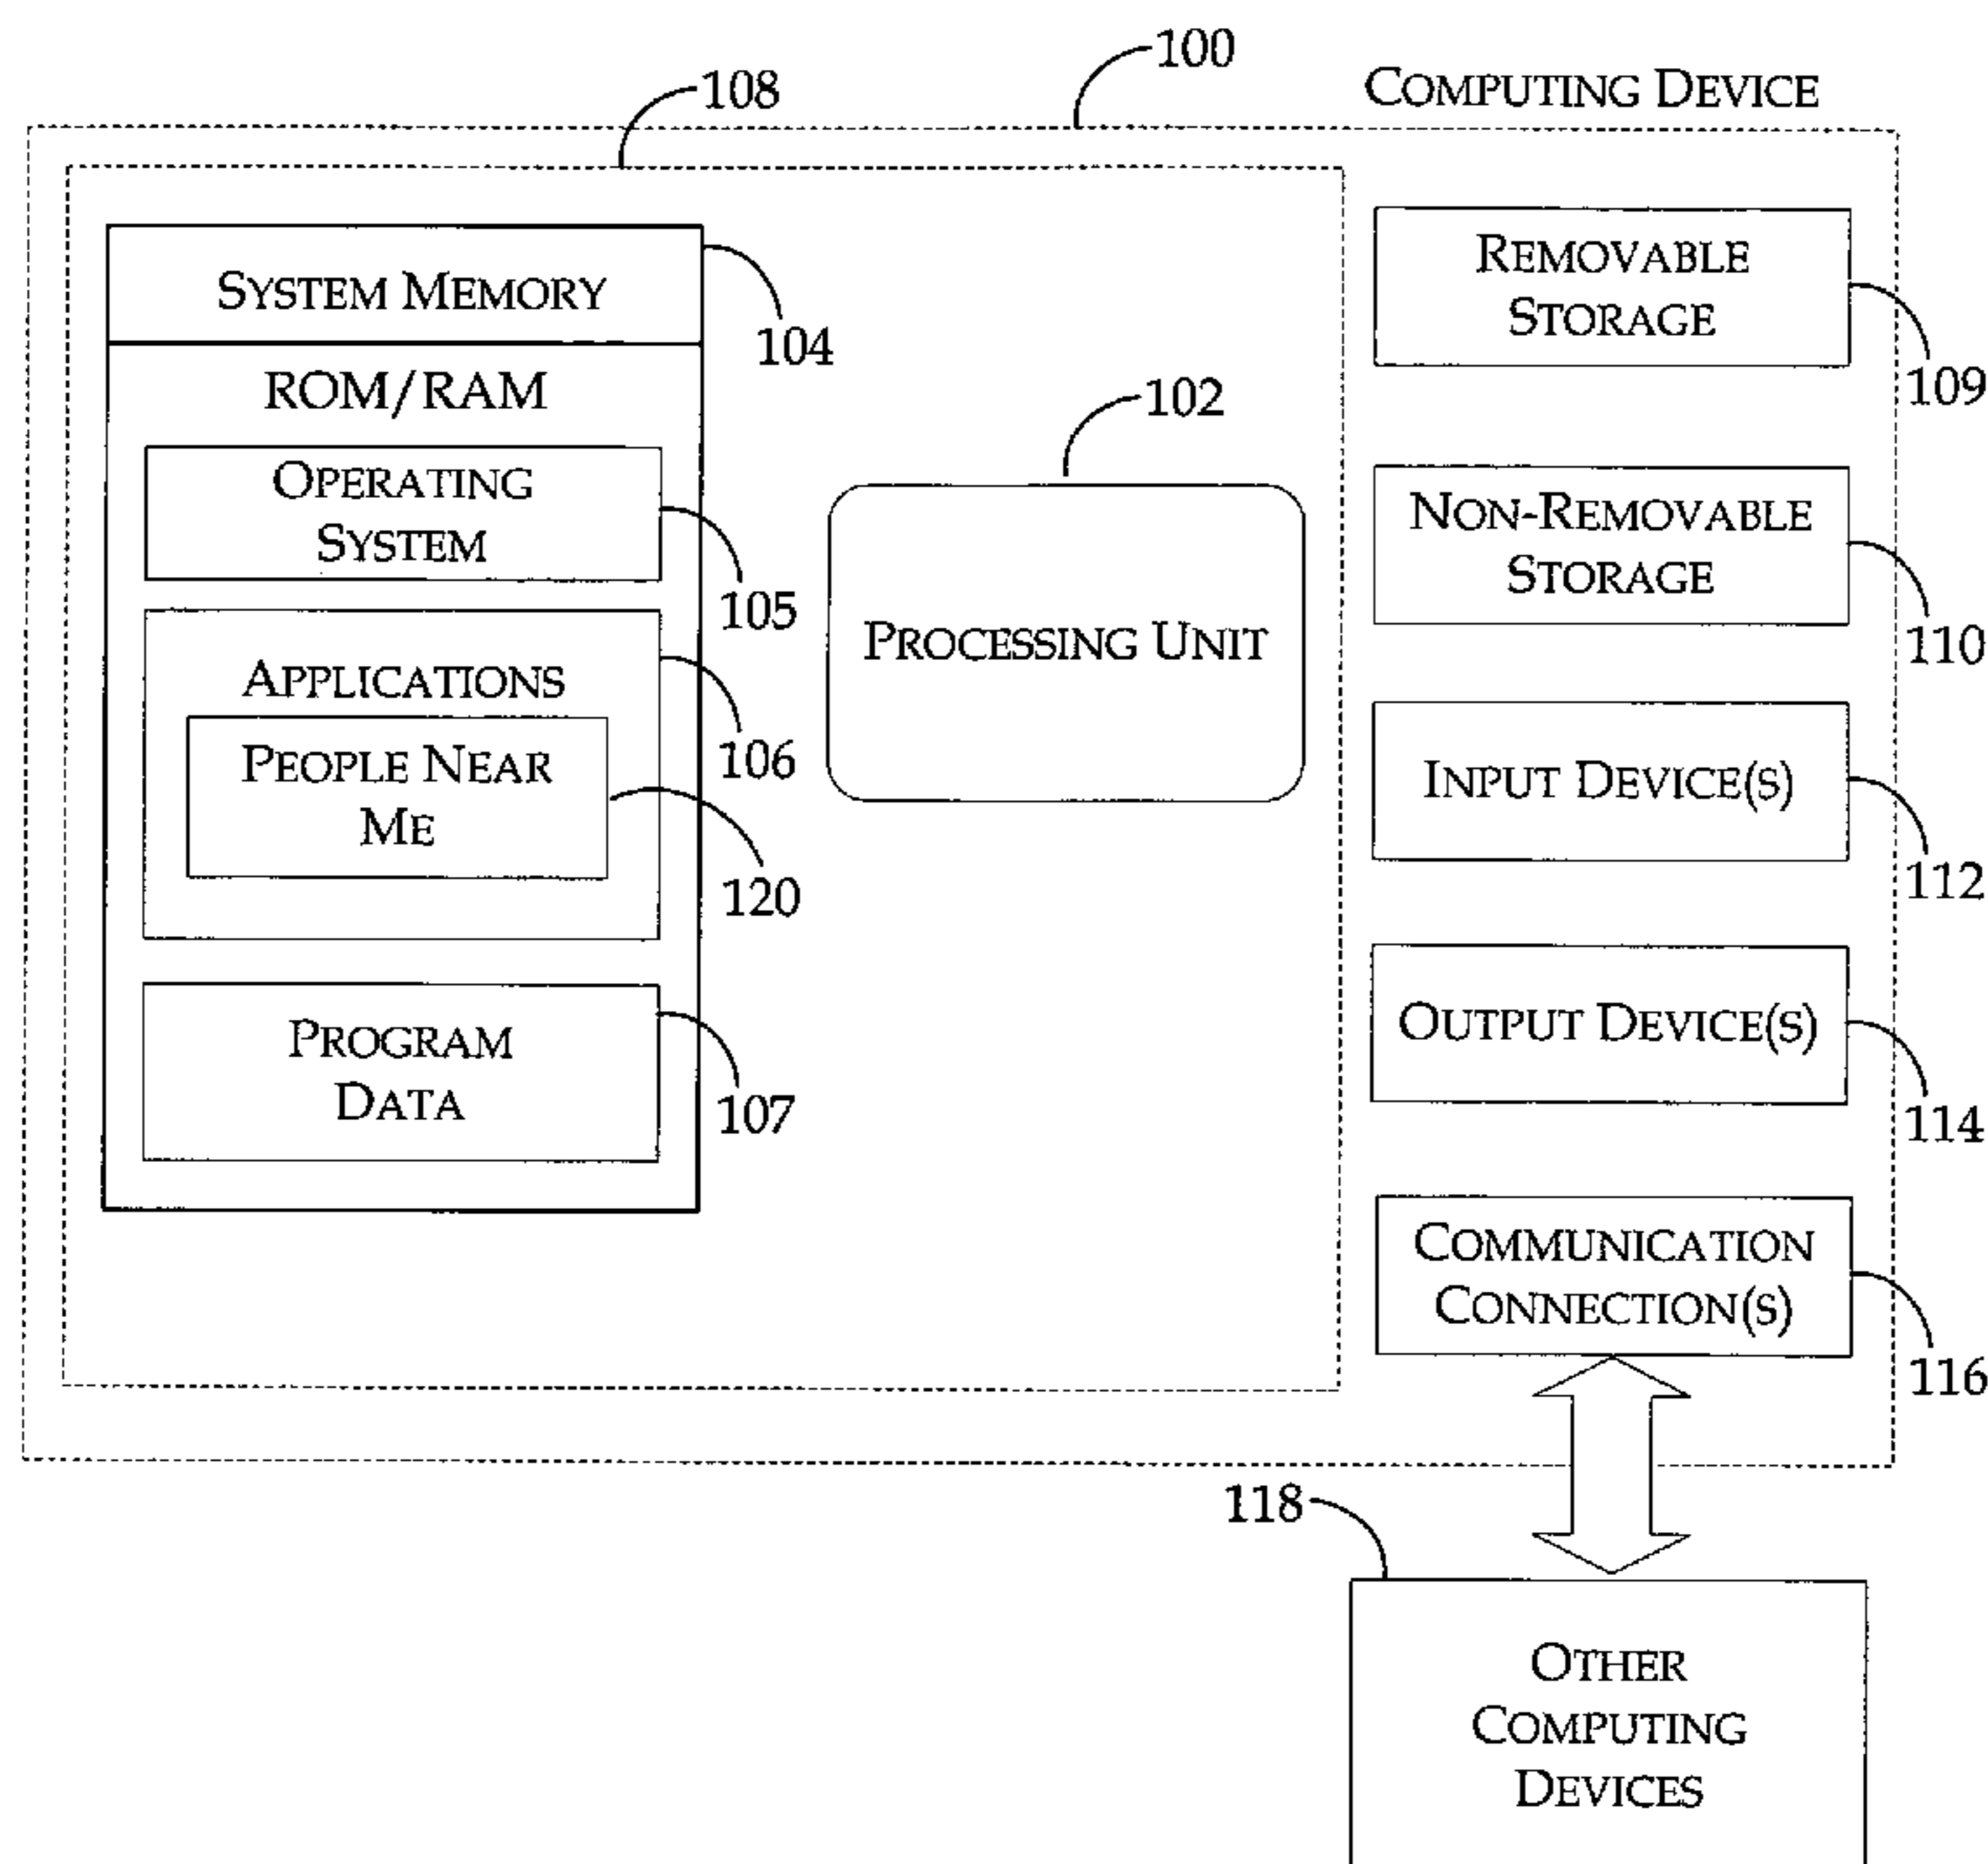 100
COMPUTING DEVICE
108
SYSTEM MEMORY
104
ROM/RAM
OPERATING
SYSTEM
105
APPLICATIONS
106
PEOPLE NEAR
ME
120
PROGRAM
DATA
107
102
PROCESSING UNIT
REMOVABLE
STORAGE
109
NON-REMOVABLE
STORAGE
110
INPUT DEVICE(S)
112
OUTPUT DEVICE(S)
114
COMMUNICATION
CONNECTION(S)
116
118
OTHER
COMPUTING
DEVICES